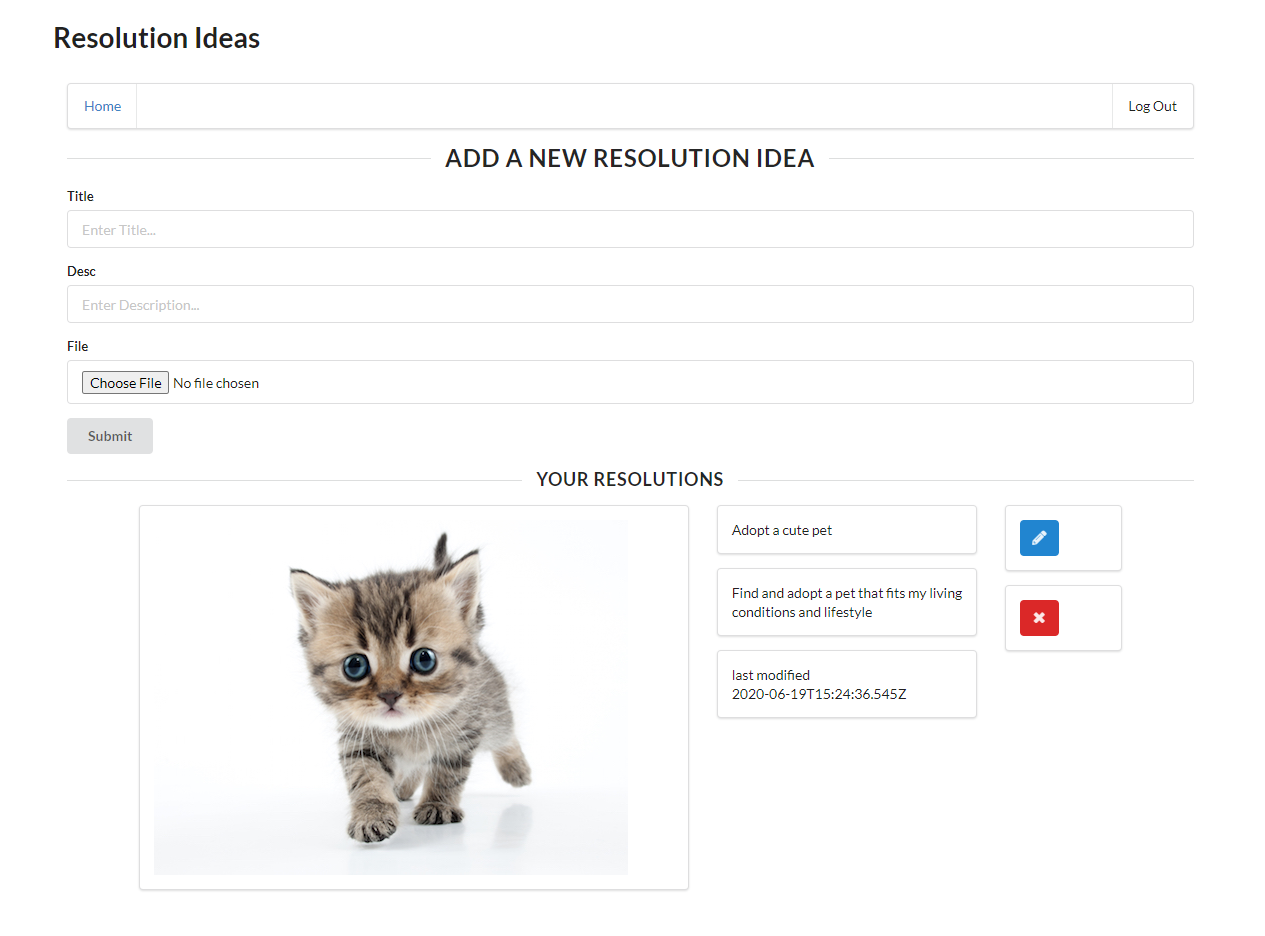 Resolution Ideas
Home
Log Out
ADD A NEW RESOLUTION IDEA
Title
Enter Title...
Desc
Enter Description...
File
Choose File No file chosen
Submit
YOUR RESOLUTIONS
Adopt a cute pet
Find and adopt a pet that fits my living
conditions and lifestyle
last modified
2020-06-19T15:24:36.545Z